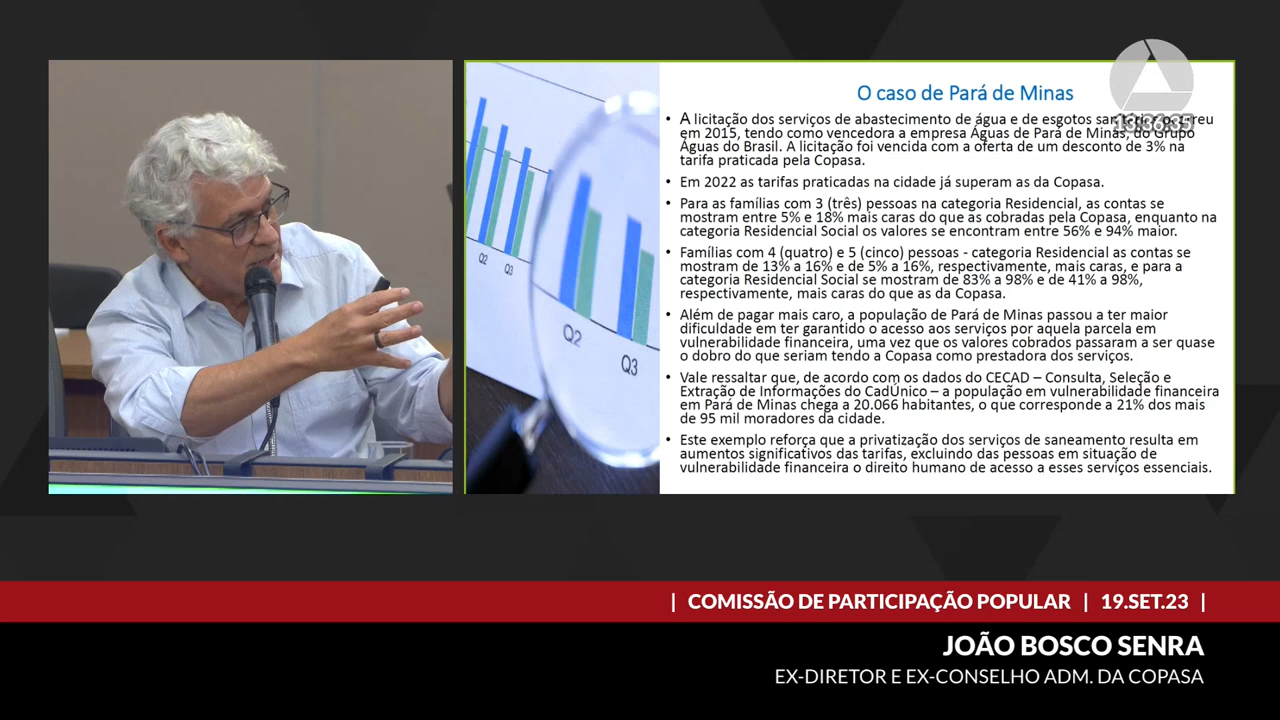 O caso de Pará de Minas
13:36:35
• A licitação dos serviços de abastecimento de água e de esgotos
em 2015, tendo como vencedora a empresa Águas de Pará de Minas, do Grupo
Águas do Brasil. A licitação foi vencida com a oferta de um desconto de 3% na
tarifa praticada pela Copasa.
• Em 2022 as tarifas praticadas na cidade já superam as da Copasa.
• Para as famílias com 3 (três) pessoas na categoria Residencial, as contas se
mostram entre 5% e 18% mais caras do que as cobradas pela Copasa, enquanto na
categoria Residencial Social os valores se encontram entre 56% e 94% maior.
• Famílias com 4 (quatro) e 5 (cinco) pessoas - categoria Residencial as contas se
mostram de 13% a 16% e de 5% a 16%, respectivamente, mais caras, e para a
categoria Residencial Social se mostram de 83% a 98% e de 41% a 98%,
respectivamente, mais caras do que as da Copasa.
• Além de pagar mais caro, a população de Pará de Minas passou a ter maior
dificuldade em ter garantido o acesso aos serviços por aquela parcela em
vulnerabilidade financeira, uma vez que os valores cobrados passaram a ser quase
o dobro do que seriam tendo a Copasa como prestadora dos serviços.
• Vale ressaltar que, de acordo com os dados do CECAD – Consulta, Seleção e
Extração de Informações do CadÚnico – a população em vulnerabilidade financeira
em Pará de Minas chega a 20.066 habitantes, o que corresponde a 21% dos mais
de 95 mil moradores da cidade.
• Este exemplo reforça que a privatização dos serviços de saneamento resulta em
aumentos significativos das tarifas, excluindo das pessoas em situação de
vulnerabilidade financeira o direito humano de acesso a esses serviços essenciais.
Q2
Q3
Q2
Q3
| COMISSÃO DE PARTICIPAÇÃO POPULAR | 19.SET.23 |
JOÃO BOSCO SENRA
EX-DIRETOR E EX-CONSELHO ADM. DA COPASA